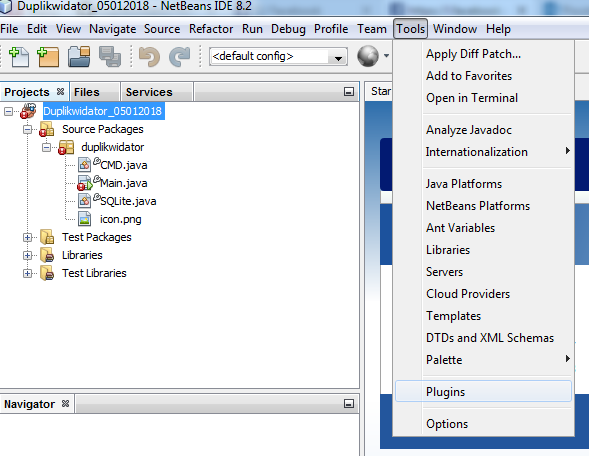 Duplikwidator_05012018 - NetBeans IDE 8.2
File Edit View Navigate Source Refactor Run Debug Profile Team Tools Window Help
<default config>
Projects Files Services
Star
Duplikwidator_05012018
Source Packages
duplikwidator
CMD.java
Main.java
SQLite.java
icon.png
Test Packages
Libraries
Test Libraries
Navigator
Apply Diff Patch...
Add to Favorites
Open in Terminal
Analyze Javadoc
Internationalization
Java Platforms
NetBeans Platforms
Ant Variables
Libraries
Servers
Cloud Providers
Templates
DTDs and XML Schemas
Palette
Plugins
Options